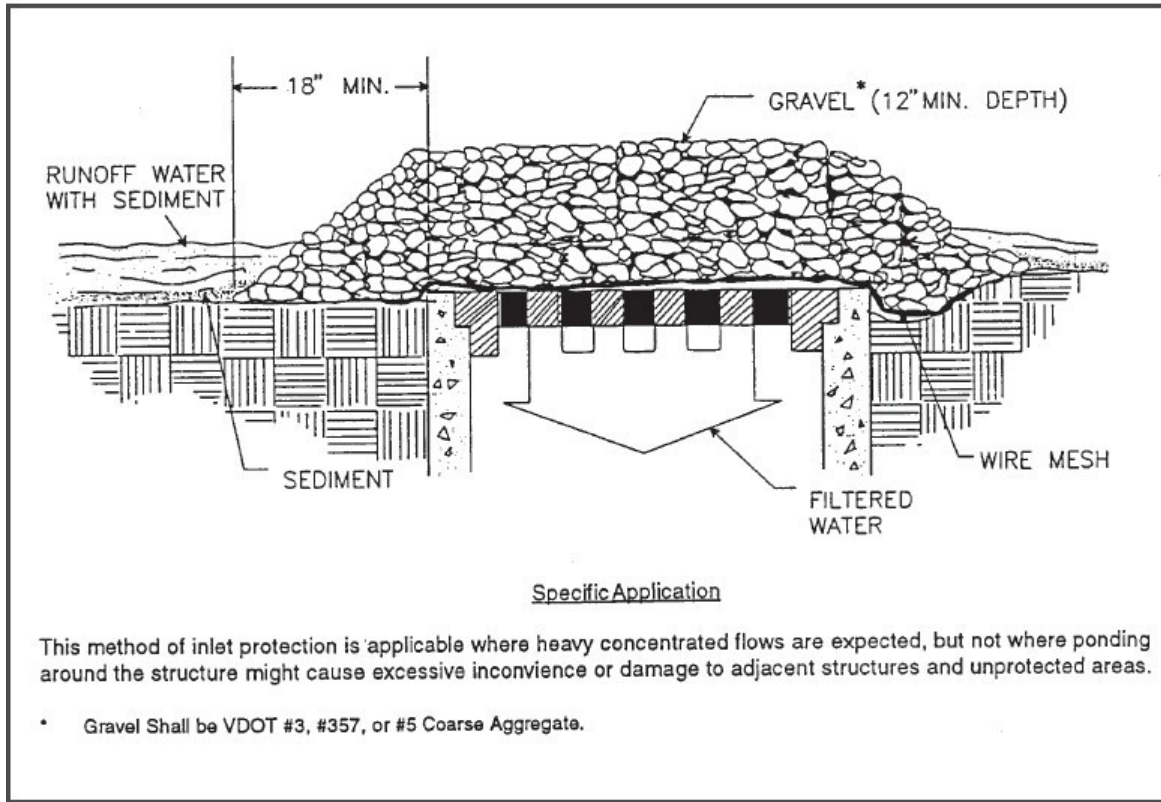 18" MIN.
GRAVEL* (12" MIN. DEPTH)
RUNOFF WATER
WITH SEDIMENT
SEDIMENT
WIRE MESH
FILTERED
WATER
Specific Application
This method of inlet protection is applicable where heavy concentrated flows are expected, but not where ponding
around the structure might cause excessive inconvience or damage to adjacent structures and unprotected areas.
* Gravel Shall be VDOT #3, #357, or #5 Coarse Aggregate.